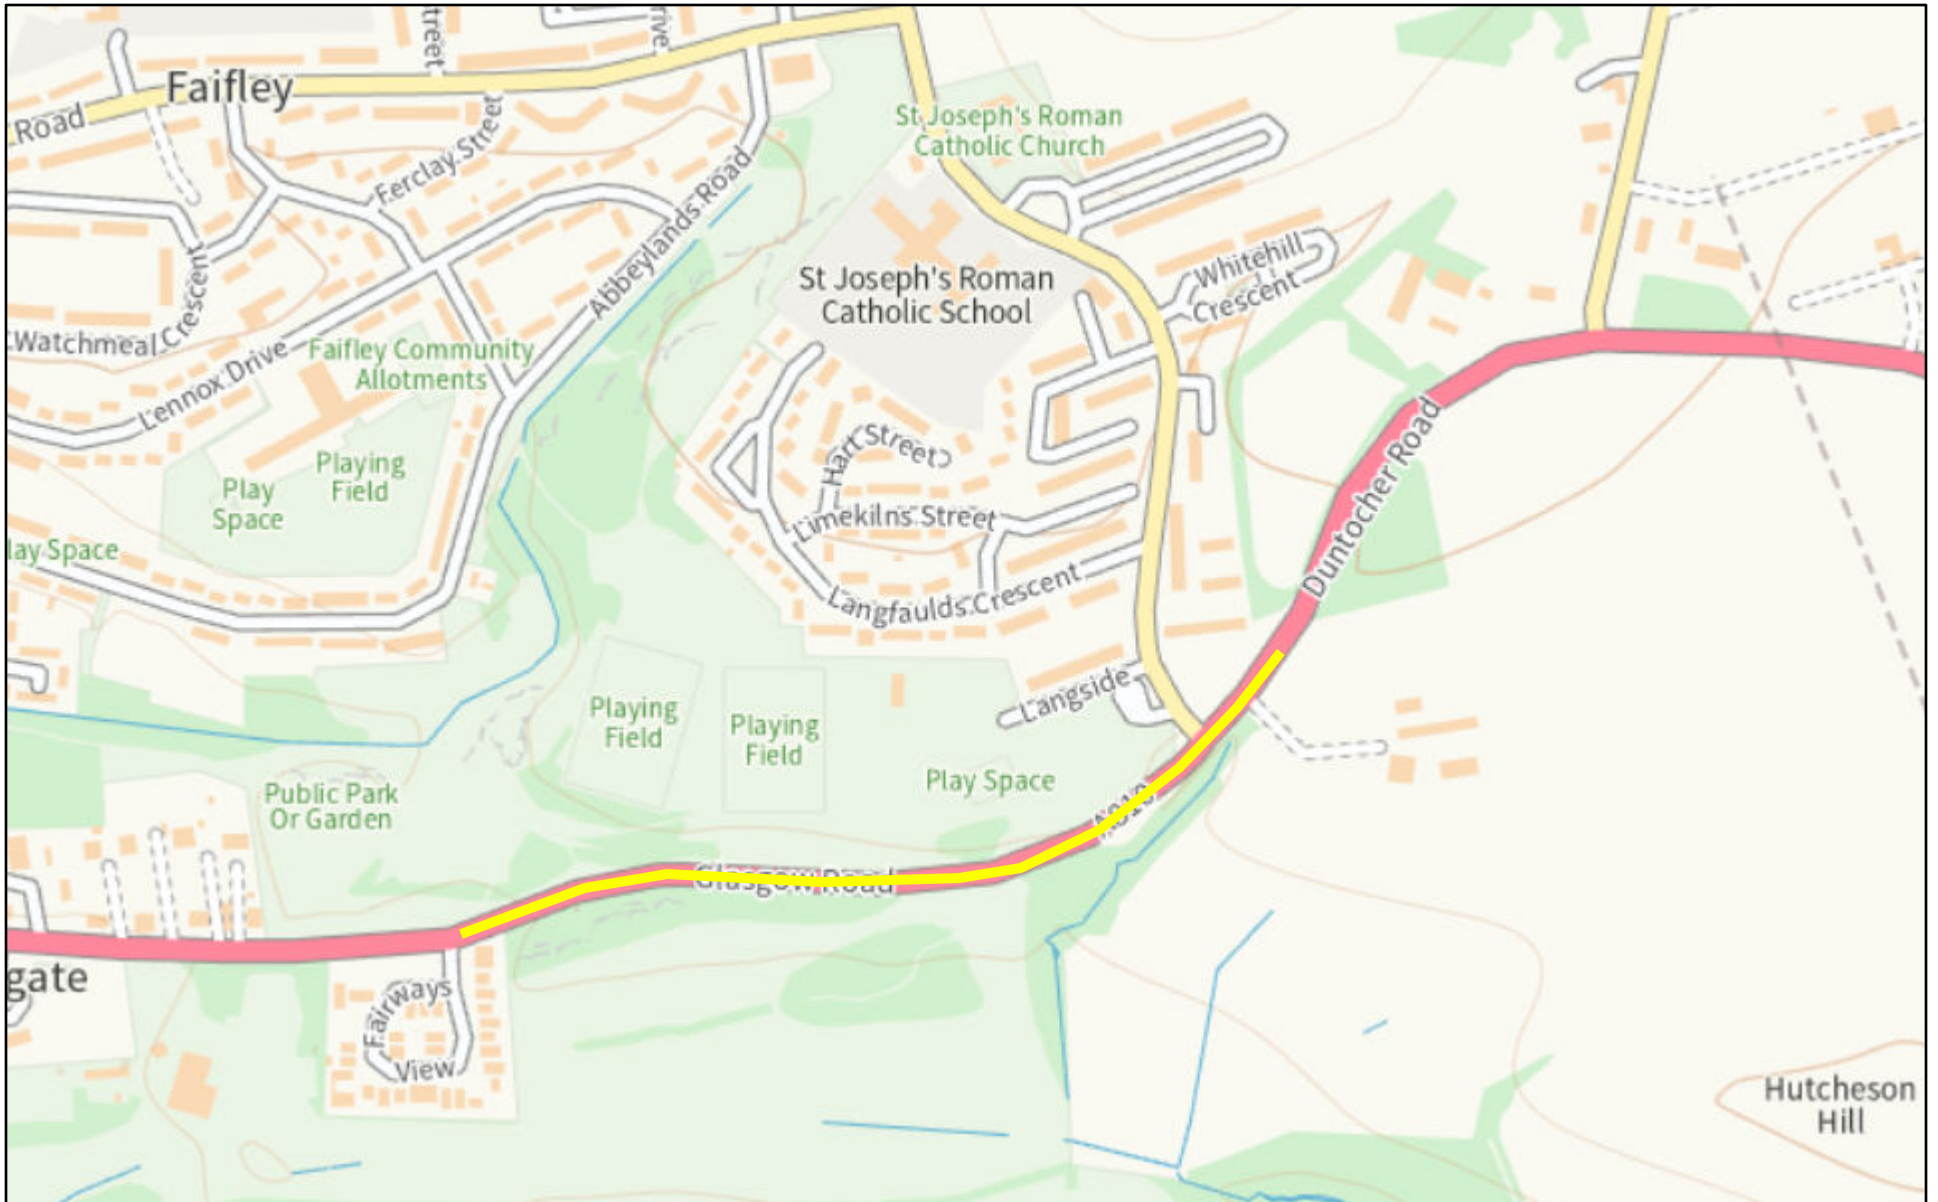 treet
rive
Faifley
Road
Ferclay Street
St Joseph's Roman
Catholic Church
Abbeylands Road
St Joseph's Roman
Catholic School
Whitehill
Crescent
Watchmeal Crescent
Lennox Drive
Faifley Community
Allotments
Hart Street
Playing
Field
Play
Space
Limekilns Street
Duntocher Road
lay Space
Langfaulds Crescent
Langside
Playing
Field
Playing
Field
Play Space
Public Park
Or Garden
Glasgow Road
gate
Fairways
View
Hutcheson
Hill